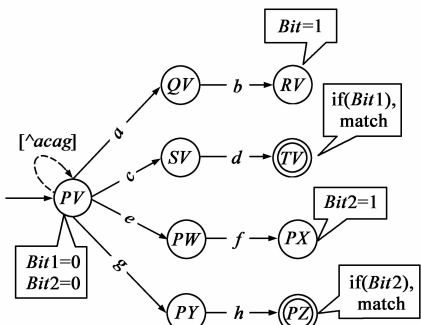 Bit=1
QV
b
RV
if(Bit1),
match
a
[^acag]
c
SV
d
TV
PV
Bit2=1
e
PW
f
PX
Bit1=0
Bit2=0
g
if(Bit2),
match
PY
h
PZ